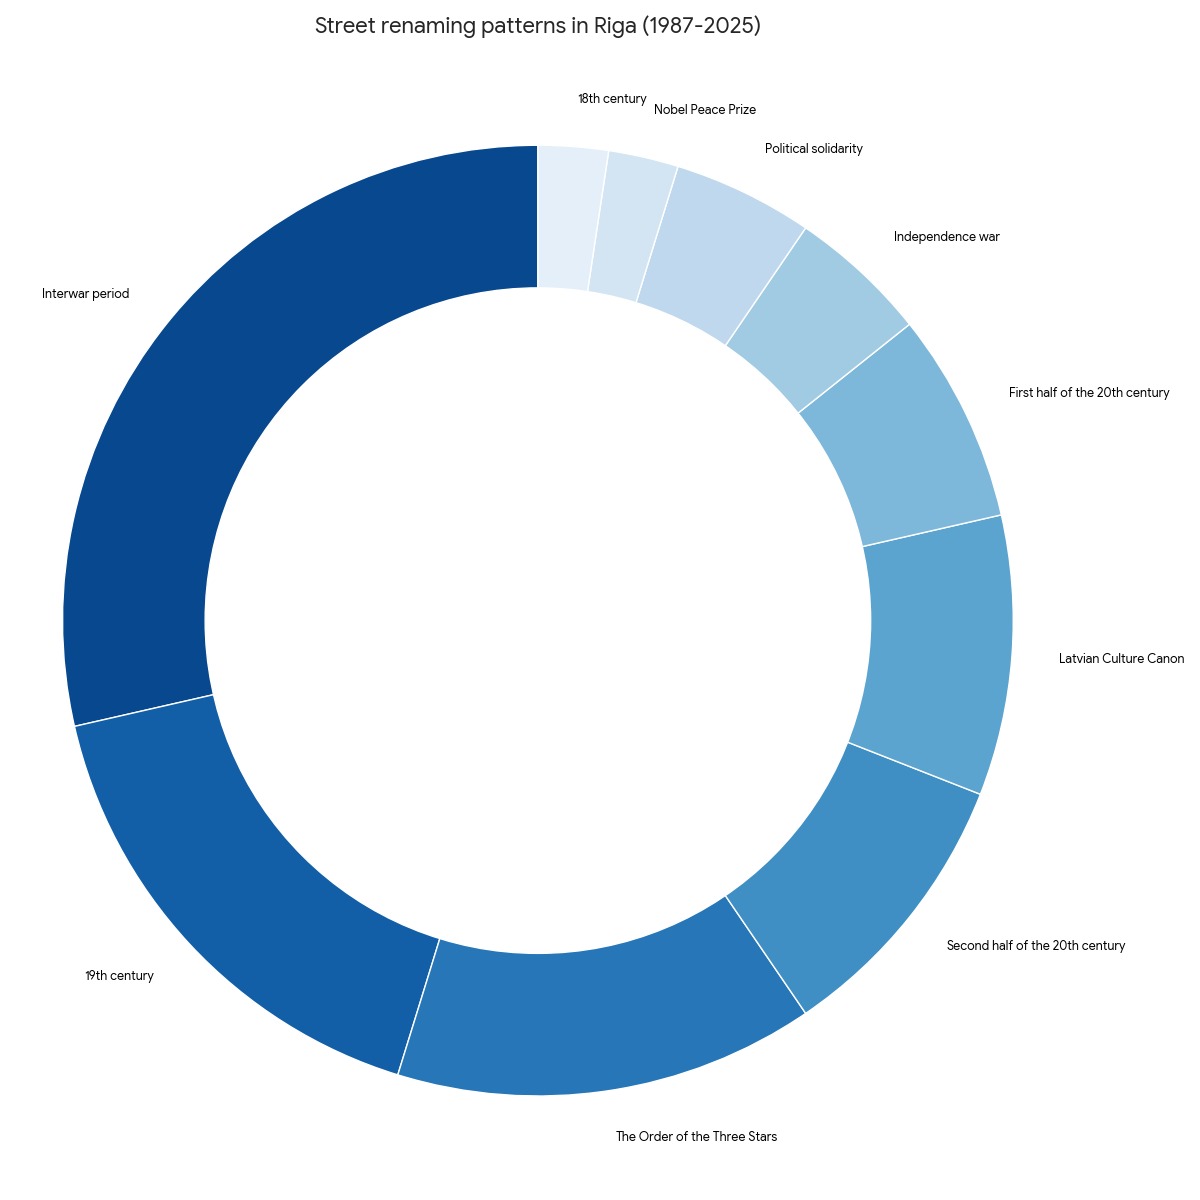 Street renaming patterns in Riga (1987-2025)
18th century
Nobel Peace Prize
Political solidarity
Independence war
Interwar period
First half of the 20th century
Latvian Culture Canon
Second half of the 20th century
19th century
The Order of the Three Stars